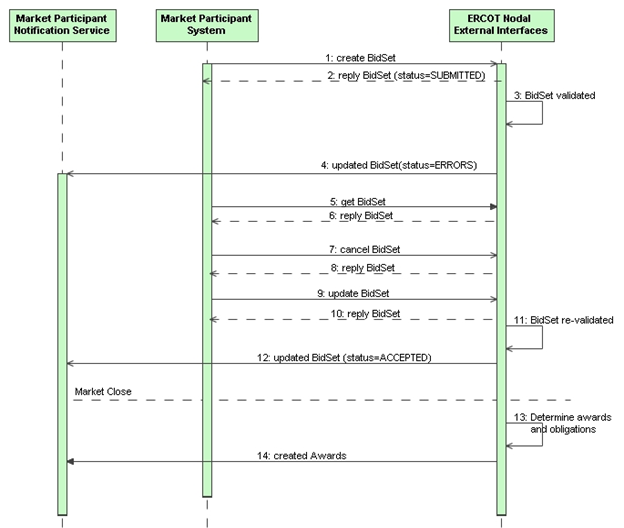 Market Participant
Notification Service
Market Participant
System
ERCOT Nodal
External Interfaces
1: create BidSet
2: reply BidSet (status=SUBMITTED)
3: BidSet validated
4: updated BidSet(status=ERRORS)
5: get BidSet
6: reply BidSet
7: cancel BidSet
8: reply BidSet
9: update BidSet
10: reply BidSet
11: BidSet re-validated
12: updated BidSet (status=ACCEPTED)
Market Close
13: Determine awards
and obligations
14: created Awards